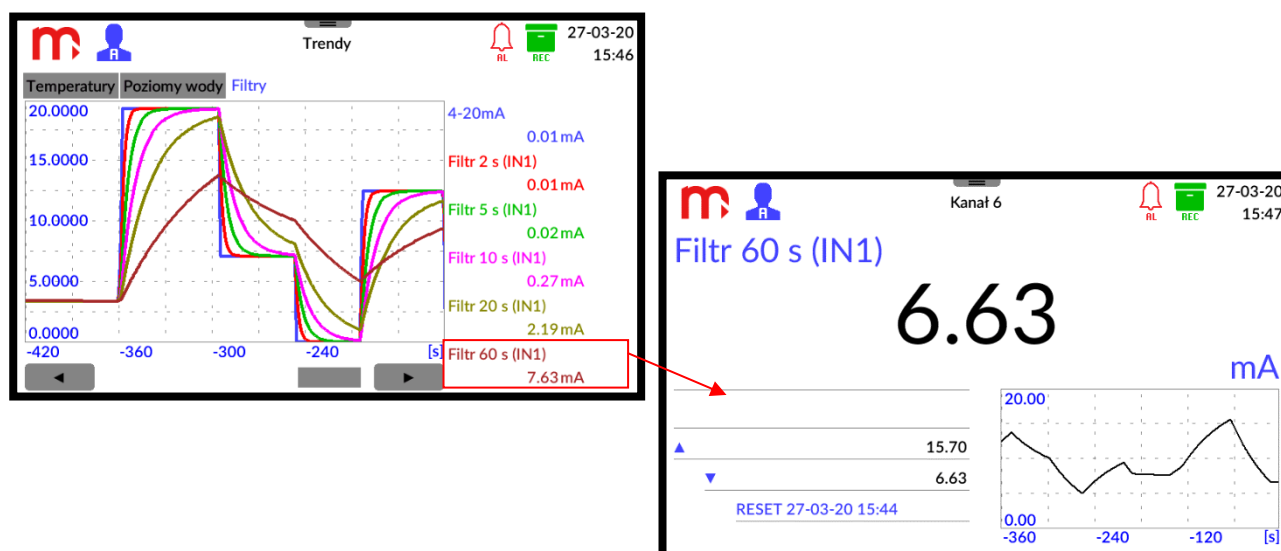 Trendy
A
AL
REC
27-03-20
15:46
Temperatury Poziomy wody Filtry
20.0000
15.0000
10.0000
5.0000
0.0000
-420 -360 -300 -240 [s]
4-20mA
0.01 mA
Filtr 2 s (IN1)
0.01 mA
Filtr 5 s (IN1)
0.02 mA
Filtr 10 s (IN1)
0.27 mA
Filtr 20 s (IN1)
2.19 mA
Filtr 60 s (IN1)
7.63 mA
Kanał 6
A
AL
REC
27-03-20
15:47
Filtr 60 s (IN1)
6.63
mA
15.70
6.63
RESET 27-03-20 15:44
20.00
0.00
-360 -240 -120 [s]